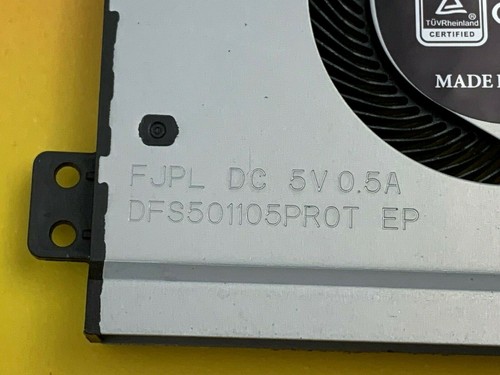 TÜVRheinland
CERTIFIED
MADE
FJPL DC 5V 0.5A
DFS501105PR0T EP